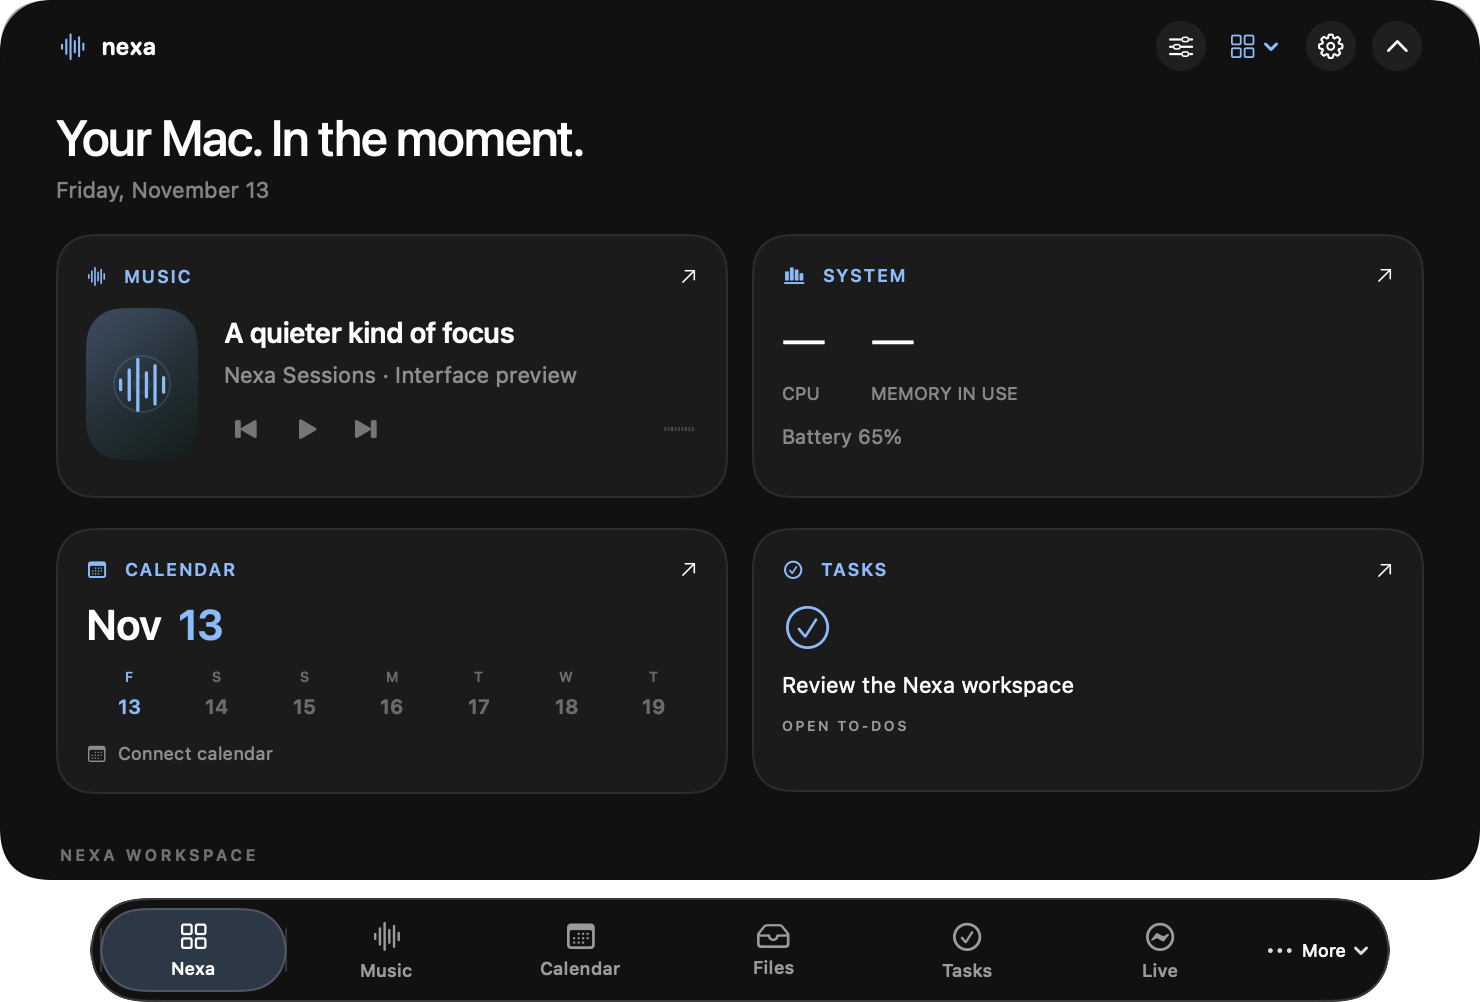 nexa
Your Mac. In the moment.
Friday, November 13
MUSIC
A quieter kind of focus
Nexa Sessions · Interface preview
SYSTEM
— —
CPU MEMORY IN USE
Battery 65%
CALENDAR
Nov 13
F S S M T W T
13 14 15 16 17 18 19
Connect calendar
TASKS
Review the Nexa workspace
OPEN TO-DOS
NEXA WORKSPACE
Nexa Music Calendar Files Tasks Live ••• More